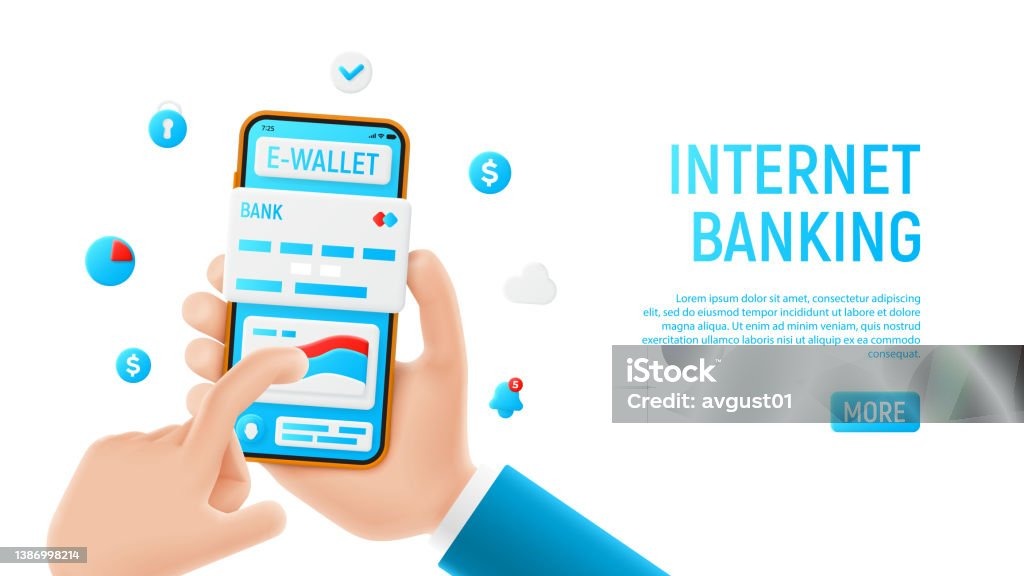 7:25
E-WALLET
BANK
$
$
5
INTERNET
BANKING
Lorem ipsum dolor sit amet, consectetur adipiscing
elit, sed do eiusmod tempor incididunt ut labore et dolore
magna aliqua. Ut enim ad minim veniam, quis nostrud
exercitation ullamco laboris nisi ut aliquip ex ea commodo
consequat.
iStock
Credit: avgust01
MORE
1386998214